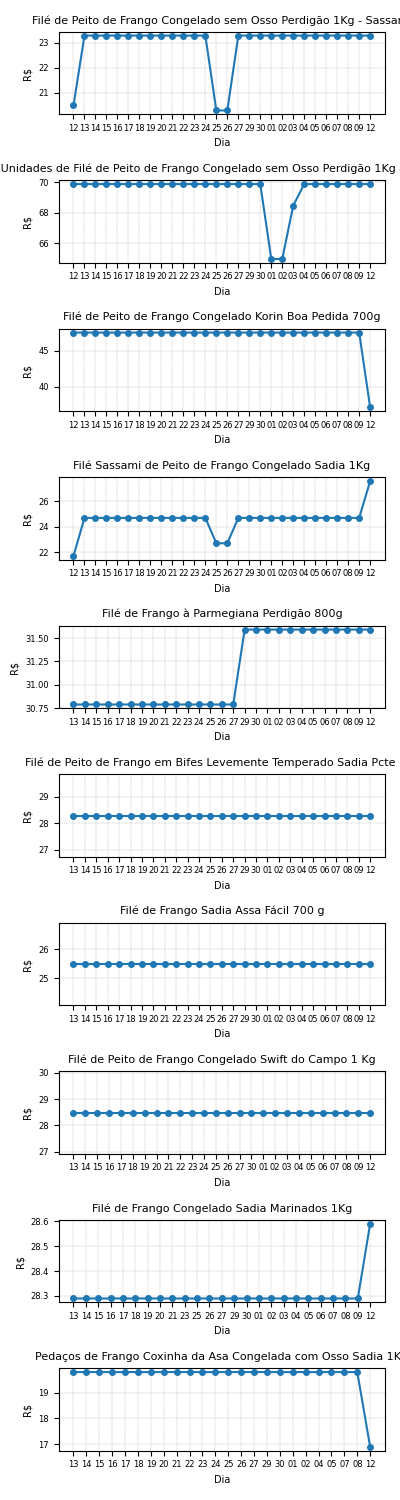 Filé de Peito de Frango Congelado sem Osso Perdigão 1Kg - Sassar
23
22
21
R$
12 13 14 15 16 17 18 19 20 21 22 23 24 25 26 27 29 30 01 02 03 04 05 06 07 08 09 12
Dia
Unidades de Filé de Peito de Frango Congelado sem Osso Perdigão 1Kg -
70
68
66
R$
12 13 14 15 16 17 18 19 20 21 22 23 24 25 26 27 29 30 01 02 03 04 05 06 07 08 09 12
Dia
Filé de Peito de Frango Congelado Korin Boa Pedida 700g
45
40
R$
12 13 14 15 16 17 18 19 20 21 22 23 24 25 26 27 29 30 01 02 03 04 05 06 07 08 09 12
Dia
Filé Sassami de Peito de Frango Congelado Sadia 1Kg
26
24
22
R$
12 13 14 15 16 17 18 19 20 21 22 23 24 25 26 27 29 30 01 02 03 04 05 06 07 08 09 12
Dia
Filé de Frango à Parmegiana Perdigão 800g
31.50
31.25
31.00
30.75
R$
13 14 15 16 17 18 19 20 21 22 23 24 25 26 27 29 30 01 02 03 04 05 06 07 08 09 12
Dia
Filé de Peito de Frango em Bifes Levemente Temperado Sadia Pcte
29
28
27
R$
13 14 15 16 17 18 19 20 21 22 23 24 25 26 27 29 30 01 02 03 04 05 06 07 08 09 12
Dia
Filé de Frango Sadia Assa Fácil 700 g
26
25
R$
13 14 15 16 17 18 19 20 21 22 23 24 25 26 27 29 30 01 02 03 04 05 06 07 08 09 12
Dia
Filé de Peito de Frango Congelado Swift do Campo 1 Kg
30
29
28
27
R$
13 14 15 16 17 18 19 20 21 22 23 24 25 26 27 30 01 02 03 04 05 06 07 08 09 12
Dia
Filé de Frango Congelado Sadia Marinados 1Kg
28.6
28.5
28.4
28.3
R$
13 14 15 16 17 18 19 21 22 23 25 26 27 29 30 01 02 03 04 05 06 07 08 09 12
Dia
Pedaços de Frango Coxinha da Asa Congelada com Osso Sadia 1K
19
18
17
R$
13 14 15 16 17 18 19 20 21 22 23 24 25 26 27 29 30 01 02 04 05 07 08 12
Dia